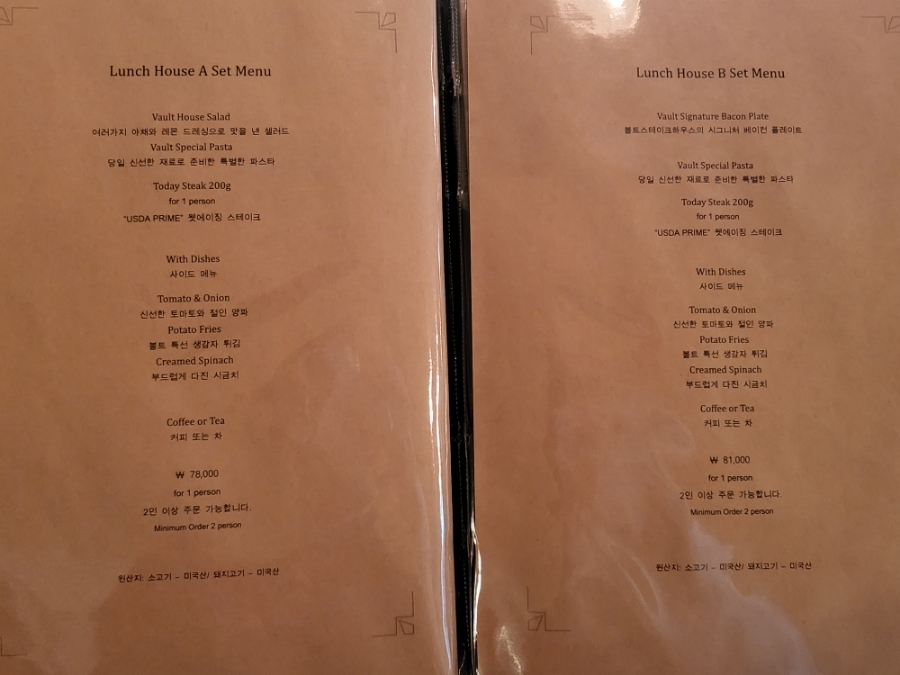 Lunch House A Set Menu
Vault House Salad
여러가지 야채와 레몬 드레싱으로 맛을 낸 샐러드
Vault Special Pasta
당일 신선한 재료로 준비한 특별한 파스타
Today Steak 200g
for 1 person
"USDA PRIME" 웻에이징 스테이크
With Dishes
사이드 메뉴
Tomato & Onion
신선한 토마토와 절인 양파
Potato Fries
볼트 특선 생감자 튀김
Creamed Spinach
부드럽게 다진 시금치
Coffee or Tea
커피 또는 차
₩ 78,000
for 1 person
2인 이상 주문 가능합니다.
Minimum Order 2 person
원산지: 소고기 – 미국산/ 돼지고기 – 미국산
Lunch House B Set Menu
Vault Signature Bacon Plate
볼트스테이크하우스의 시그니처 베이컨 플레이트
Vault Special Pasta
당일 신선한 재료로 준비한 특별한 파스타
Today Steak 200g
for 1 person
"USDA PRIME" 웻에이징 스테이크
With Dishes
사이드 메뉴
Tomato & Onion
신선한 토마토와 절인 양파
Potato Fries
볼트 특선 생감자 튀김
Creamed Spinach
부드럽게 다진 시금치
Coffee or Tea
커피 또는 차
₩ 81,000
for 1 person
2인 이상 주문 가능합니다.
Minimum Order 2 person
원산지: 소고기 – 미국산/ 돼지고기 – 미국산